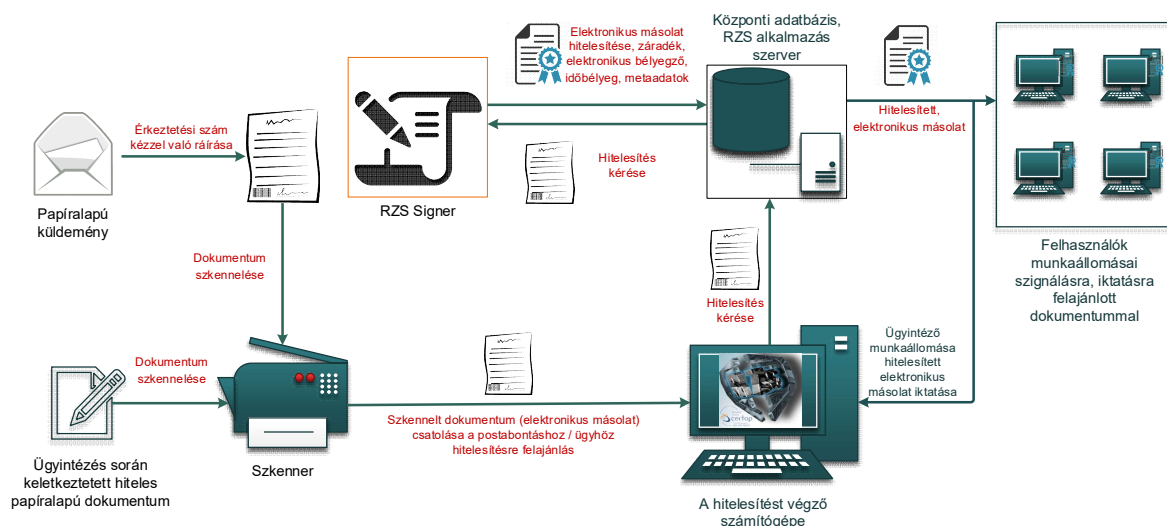 Elektronikus másolat
hitelesítése, záradék,
elektronikus bélyegző,
időbélyeg, metaadatok
Központi adatbázis,
RZS alkalmazás
szerver
Hitelesített,
elektronikus másolat
Érkeztetési szám
kézzel való ráírása
Hitelesítés
kérése
Papíralapú
küldemény
RZS Signer
Felhasználók
munkaállomásai
szignálásra, iktatásra
felajánlott
dokumentummal
Dokumentum
szkennelése
Hitelesítés
kérése
Ügyintéző
munkaállomása
hitelesített
elektronikus
másolat iktatása
Dokumentum
szkennelése
certop
Szkennelt dokumentum (elektronikus másolat)
csatolása a postabontáshoz / ügyhöz
hitelesítésre felajánlás
Szkenner
Ügyintézés során
keletkeztetett hiteles
papíralapú dokumentum
A hitelesítést végző
számítógépe